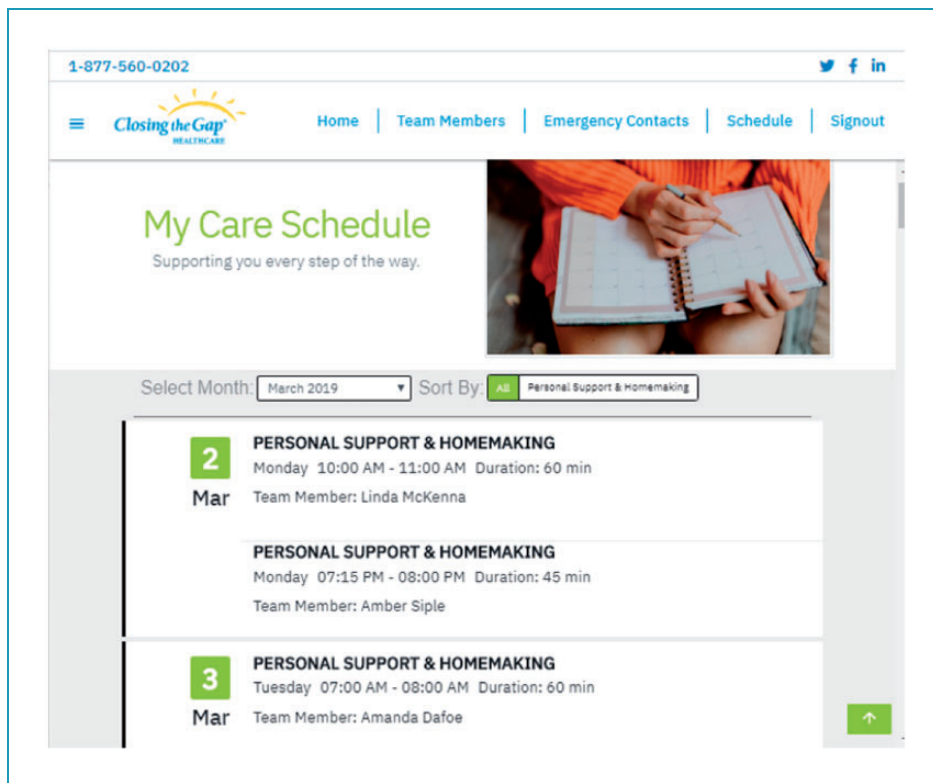 1-877-560-0202
Closing the Gap®
HEALTHCARE
Home
Team Members
Emergency Contacts
Schedule
Signout
My Care Schedule
Supporting you every step of the way.
Select Month: March 2019 Sort By: All Personal Support & Homemaking
2
Mar
PERSONAL SUPPORT & HOMEMAKING
Monday 10:00 AM - 11:00 AM Duration: 60 min
Team Member: Linda McKenna
PERSONAL SUPPORT & HOMEMAKING
Monday 07:15 PM - 08:00 PM Duration: 45 min
Team Member: Amber Siple
3
Mar
PERSONAL SUPPORT & HOMEMAKING
Tuesday 07:00 AM - 08:00 AM Duration: 60 min
Team Member: Amanda Dafoe